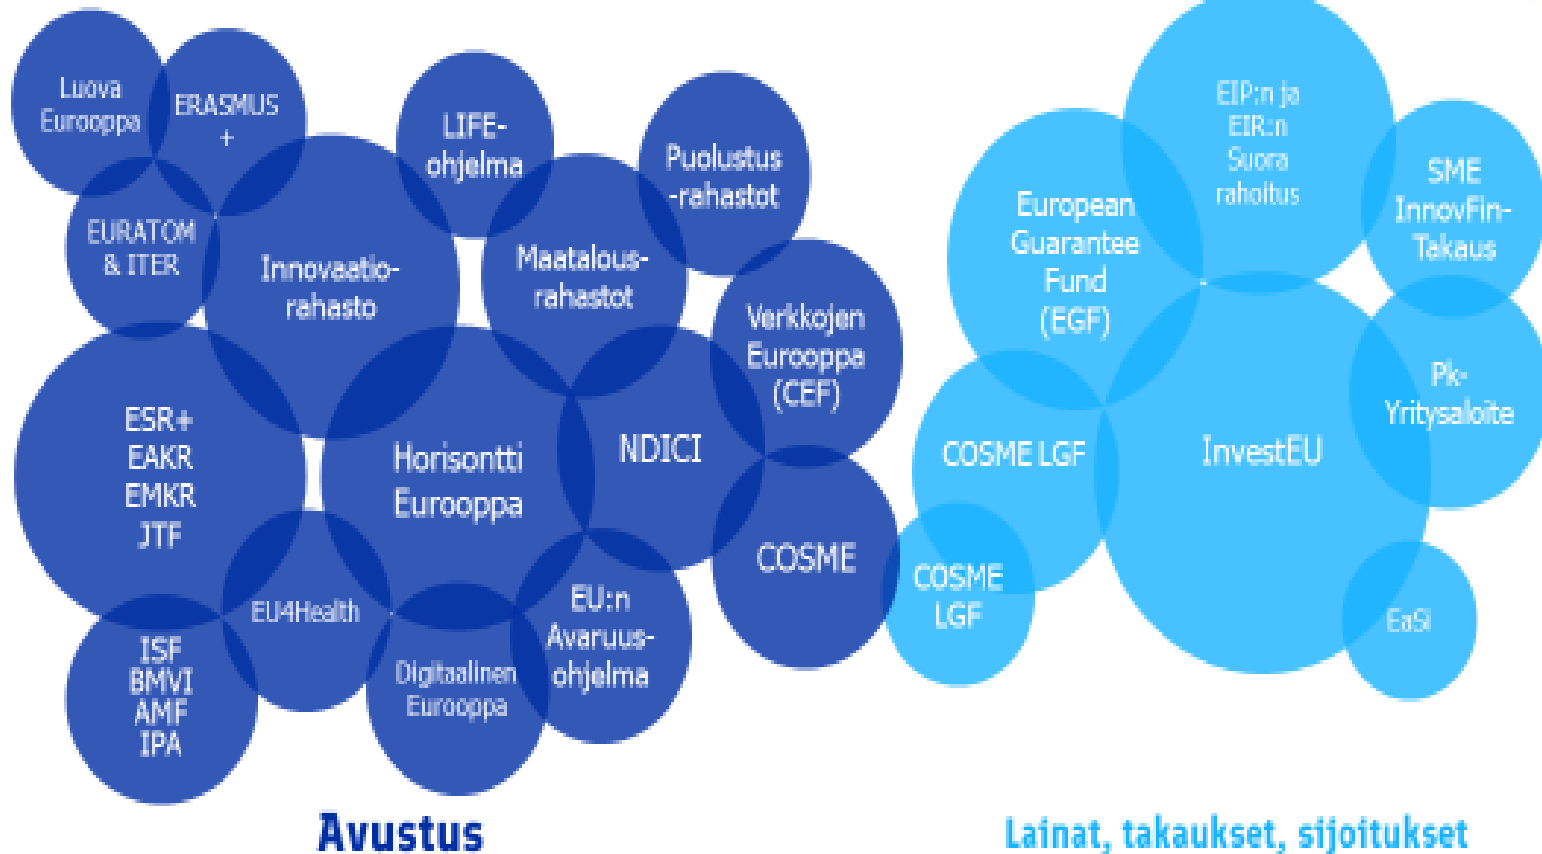 Luova
Eurooppa
ERASMUS
+
LIFE-
ohjelma
Puolustus
-rahastot
EURATOM
& ITER
Innovaatio-
rahasto
Maatalous-
rahastot
Verkkojen
Eurooppa
(CEF)
ESR+
EAKR
EMKR
JTF
Horisontti
Eurooppa
NDICI
COSME
EU4Health
EU:n
Avaruus-
ohjelma
ISF
BMVI
AMF
IPA
Digitaalinen
Eurooppa
Avustus
EIP:n ja
EIR:n
Suora
rahoitus
European
Guarantee
Fund
(EGF)
SME
InnovFin-
Takaus
Pk-
Yritysaloite
COSME LGF
InvestEU
COSME
LGF
EaSi
Lainat, takaukset, sijoitukset